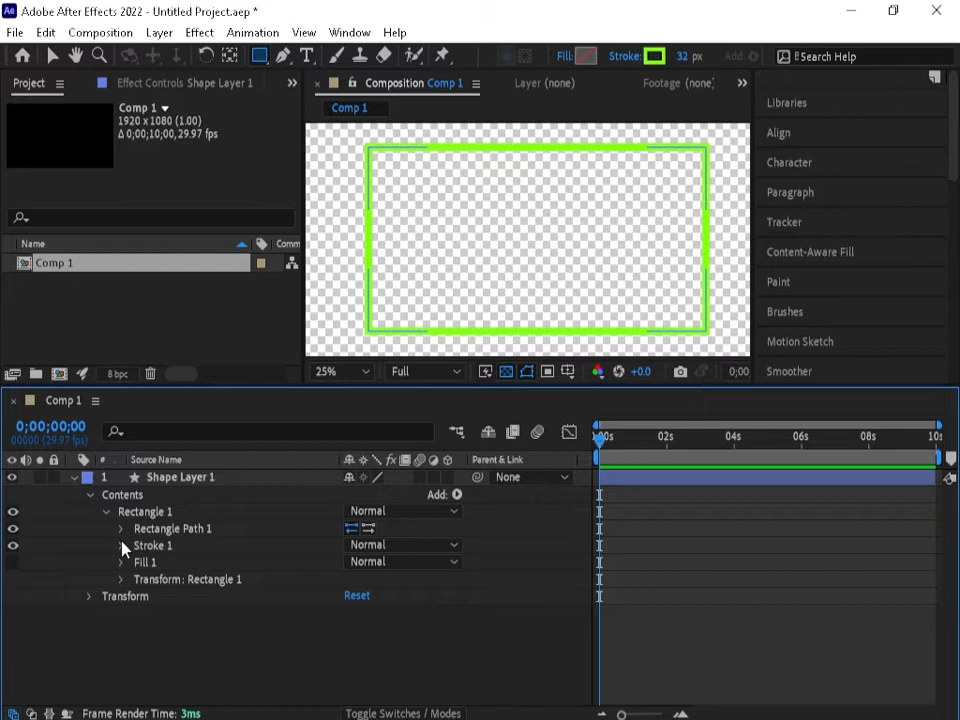 Ae Adobe After Effects 2022 - Untitled Project.aep *
File Edit Composition Layer Effect Animation View Window Help
Fill: Stroke: 32 px Add: Search Help
Project Effect Controls Shape Layer 1
Composition Comp 1 Layer (none) Footage (none)
Comp 1
1920 x 1080 (1.00)
Δ 0;00;10;00, 29.97 fps
Comp 1
Name Comm
Comp 1
8 bpc
25% Full +0.0 0;00
Libraries
Align
Character
Paragraph
Tracker
Content-Aware Fill
Paint
Brushes
Motion Sketch
Smoother
Comp 1
0;00;00;00
00000 (29.97 fps)
:00s 02s 04s 06s 08s 10s
# Source Name Parent & Link
1 Shape Layer 1 None
Contents Add:
Rectangle 1 Normal
Rectangle Path 1
Stroke 1 Normal
Fill 1 Normal
Transform: Rectangle 1
Transform Reset
Frame Render Time: 3ms Toggle Switches / Modes